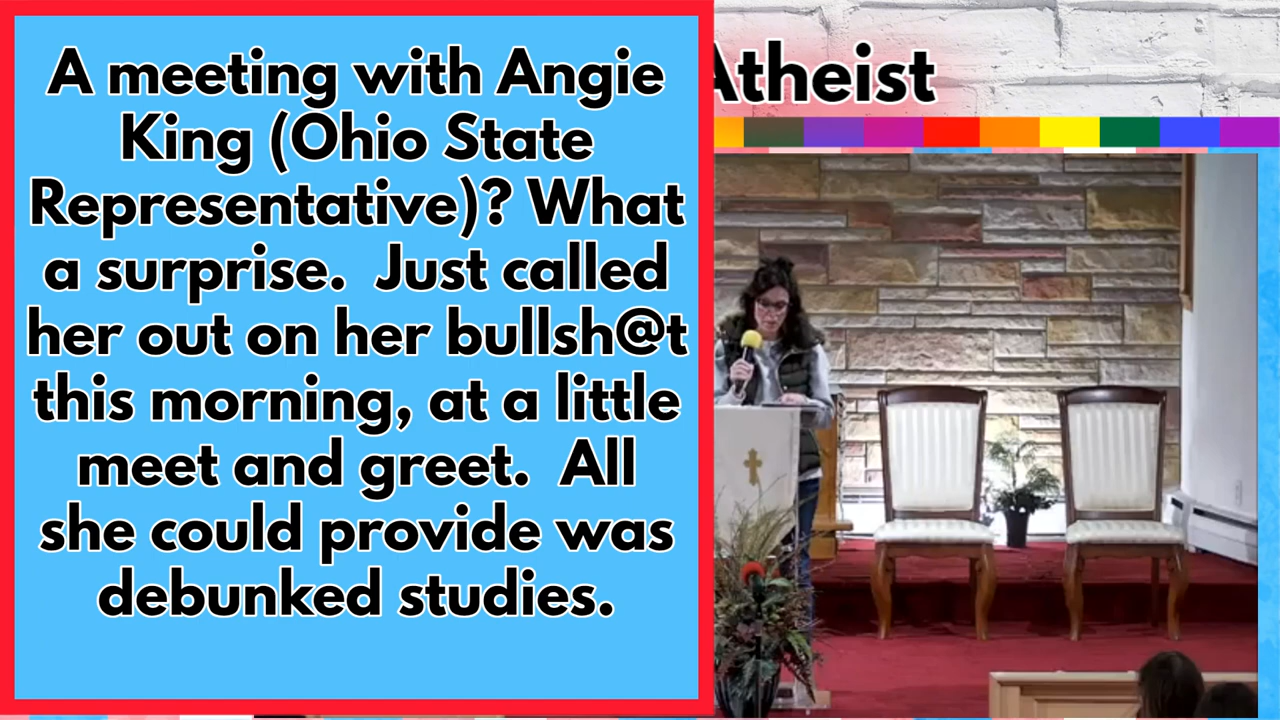 A meeting with Angie
King (Ohio State
Representative)? What
a surprise.  Just called
her out on her bullsh@t
this morning, at a little
meet and greet.  All
she could provide was
debunked studies.
Atheist